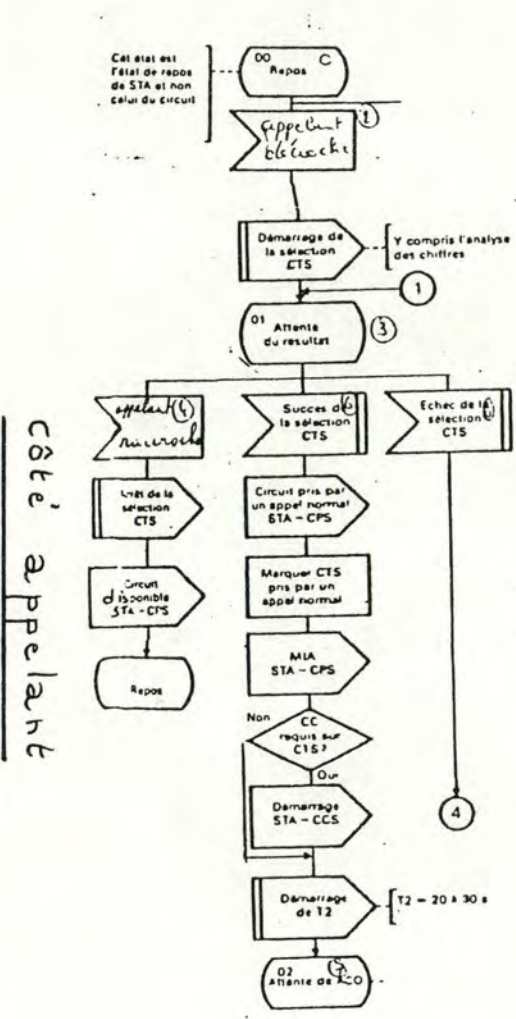 Cet état est
l'état de repos
de STA et non
celui du circuit
00 C
Repos
appelant
décroche
2
Démarrage de
la sélection
CTS
Y compris l'analyse
des chiffres
1
01
Attente
du resultat
3
appelant
raccroche
4
Succes de
la sélection
CTS
Echec de la
sélection
CTS
Arrêt de la
sélection
CTS
Circuit pris par
un appel normal
STA - CPS
Circuit
disponible
STA - CPS
Marquer CTS
pris par un
appel normal
Repos
MIA
STA - CPS
Non
CC
requis sur
CTS?
Oui
Démarrage
STA - CCS
4
Démarrage
de T2
T2 = 20 à 30 s
02
Attente de
côté appelant